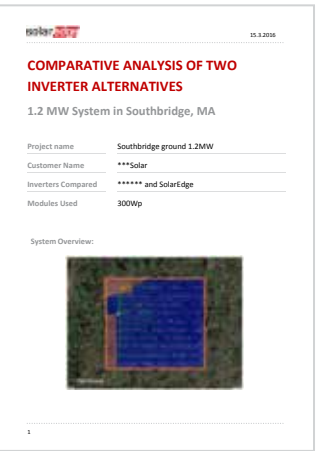 solaredge
15.3.2016
COMPARATIVE ANALYSIS OF TWO
INVERTER ALTERNATIVES
1.2 MW System in Southbridge, MA
Project name Southbridge ground 1.2MW
Customer Name ***Solar
Inverters Compared ****** and SolarEdge
Modules Used 300Wp
System Overview:
1